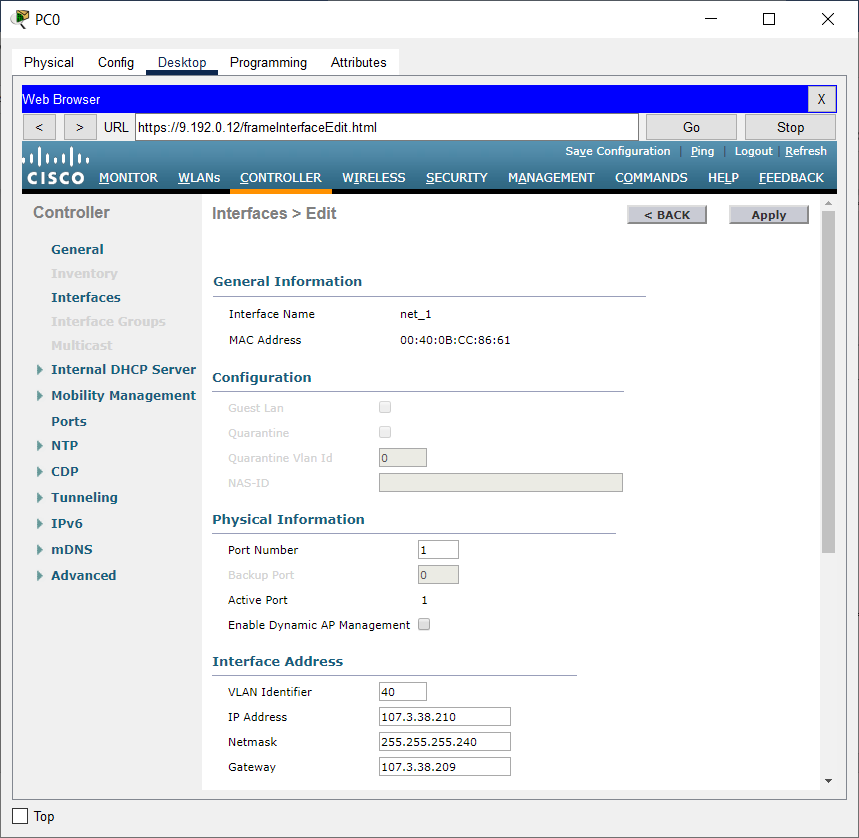 PC0
Physical Config Desktop Programming Attributes
Web Browser X
< > URL https://9.192.0.12/frameInterfaceEdit.html Go Stop
Save Configuration | Ping | Logout | Refresh
CISCO MONITOR WLANs CONTROLLER WIRELESS SECURITY MANAGEMENT COMMANDS HELP FEEDBACK
Controller
General
Inventory
Interfaces
Interface Groups
Multicast
Internal DHCP Server
Mobility Management
Ports
NTP
CDP
Tunneling
IPv6
mDNS
Advanced
Interfaces > Edit < BACK Apply
General Information
Interface Name net_1
MAC Address 00:40:0B:CC:86:61
Configuration
Guest Lan
Quarantine
Quarantine Vlan Id 0
NAS-ID
Physical Information
Port Number 1
Backup Port 0
Active Port 1
Enable Dynamic AP Management
Interface Address
VLAN Identifier 40
IP Address 107.3.38.210
Netmask 255.255.255.240
Gateway 107.3.38.209
Top